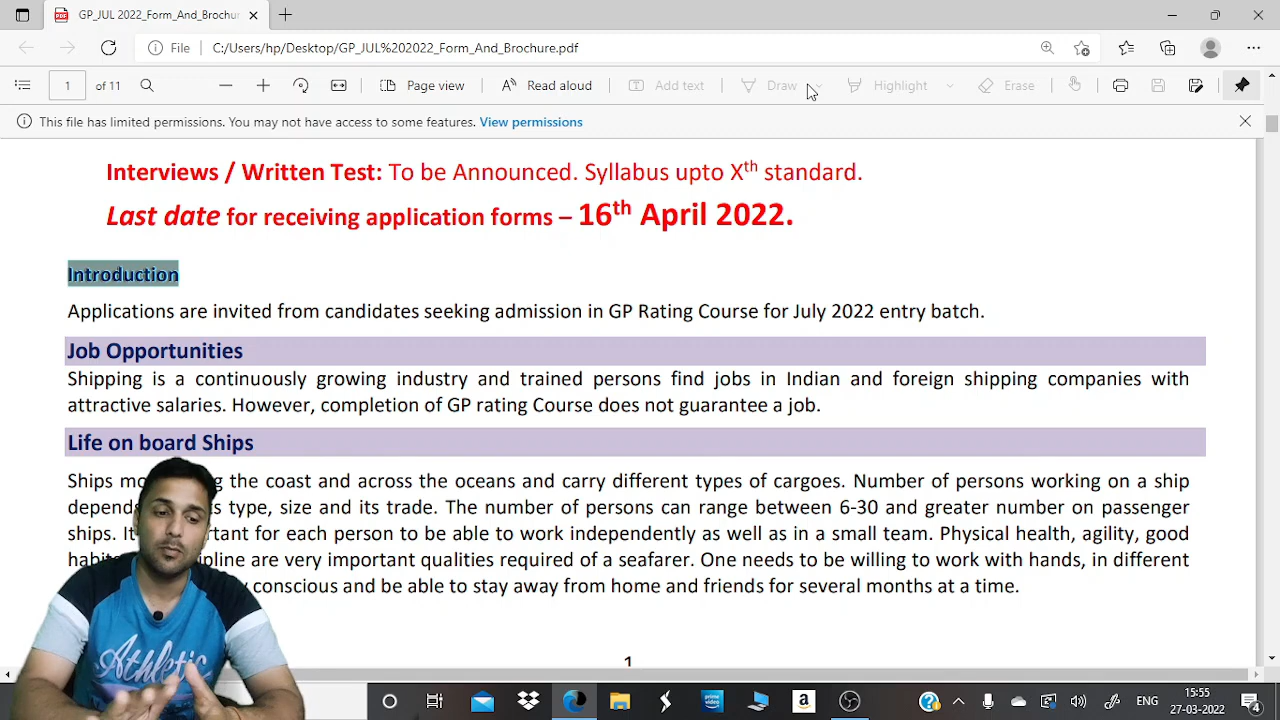 GP_JUL 2022_Form_And_Brochure.
File
C:/Users/hp/Desktop/GP_JUL%202022_Form_And_Brochure.pdf
1 of 11
Page view
Read aloud
Add text
Draw
Highlight
Erase
This file has limited permissions. You may not have access to some features. View permissions
Interviews / Written Test: To be Announced. Syllabus upto Xth standard.
Last date for receiving application forms – 16th April 2022.
Introduction
Applications are invited from candidates seeking admission in GP Rating Course for July 2022 entry batch.
Job Opportunities
Shipping is a continuously growing industry and trained persons find jobs in Indian and foreign shipping companies with
attractive salaries. However, completion of GP rating Course does not guarantee a job.
Life on board Ships
Ships the coast and across the oceans and carry different types of cargoes. Number of persons working on a ship
type, size and its trade. The number of persons can range between 6-30 and greater number on passenger
ships. for each person to be able to work independently as well as in a small team. Physical health, agility, good
are very important qualities required of a seafarer. One needs to be willing to work with hands, in different
conscious and be able to stay away from home and friends for several months at a time.
1
Athletic
prime video
a
ENG
15:55
27-03-2022
4